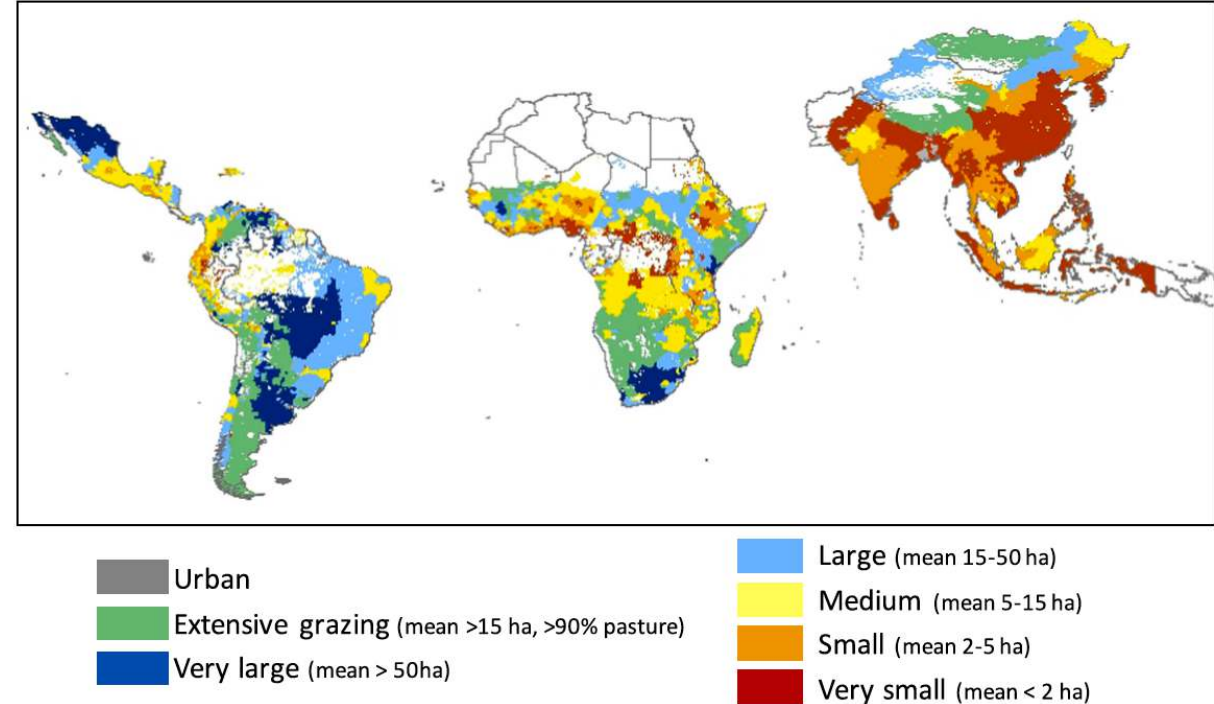 Urban
Extensive grazing (mean >15 ha, >90% pasture)
Very large (mean > 50ha)
Large (mean 15-50 ha)
Medium (mean 5-15 ha)
Small (mean 2-5 ha)
Very small (mean < 2 ha)